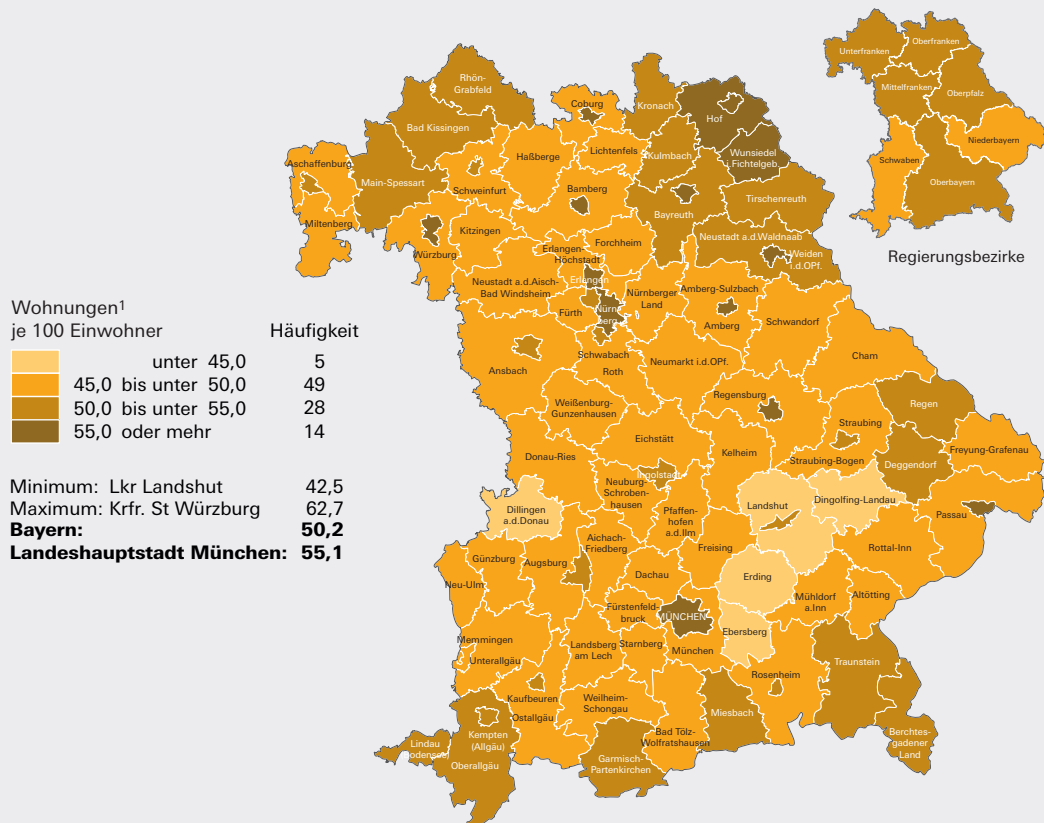 Unterfranken
Oberfranken
Mittelfranken
Oberpfalz
Niederbayern
Schwaben
Oberbayern
Regierungsbezirke
Wohnungen¹
je 100 Einwohner
Häufigkeit
unter 45,0 5
45,0 bis unter 50,0 49
50,0 bis unter 55,0 28
55,0 oder mehr 14
Minimum: Lkr Landshut 42,5
Maximum: Krfr. St Würzburg 62,7
Bayern: 50,2
Landeshauptstadt München: 55,1
Rhön-
Grabfeld
Bad Kissingen
Coburg
Kronach
Hof
Aschaffenburg
Main-Spessart
Schweinfurt
Haßberge
Lichtenfels
Kulmbach
Wunsiedel
i.Fichtelgeb.
Miltenberg
Würzburg
Kitzingen
Bamberg
Bayreuth
Tirschenreuth
Forchheim
Neustadt a.d.Waldnaab
Weiden
i.d.OPf.
Erlangen-
Höchstadt
Erlangen
Neustadt a.d.Aisch-
Bad Windsheim
Fürth
Nürn-
berg
Nürnberger
Land
Amberg-Sulzbach
Amberg
Schwandorf
Ansbach
Schwabach
Roth
Neumarkt i.d.OPf.
Cham
Weißenburg-
Gunzenhausen
Regensburg
Regen
Straubing
Straubing-Bogen
Freyung-Grafenau
Deggendorf
Donau-Ries
Eichstätt
Kelheim
Ingolstadt
Neuburg-
Schroben-
hausen
Pfaffen-
hofen
a.d.Ilm
Landshut
Dingolfing-Landau
Passau
Dillingen
a.d.Donau
Aichach-
Friedberg
Freising
Rottal-Inn
Günzburg
Augsburg
Neu-Ulm
Dachau
Erding
Mühldorf
a.Inn
Altötting
Fürstenfeld-
bruck
MÜNCHEN
Ebersberg
Memmingen
Unterallgäu
Landsberg
am Lech
Starnberg
München
Rosenheim
Traunstein
Kaufbeuren
Ostallgäu
Weilheim-
Schongau
Bad Tölz-
Wolfratshausen
Miesbach
Berchtes-
gadener
Land
Kempten
(Allgäu)
Lindau
(Bodensee)
Oberallgäu
Garmisch-
Partenkirchen